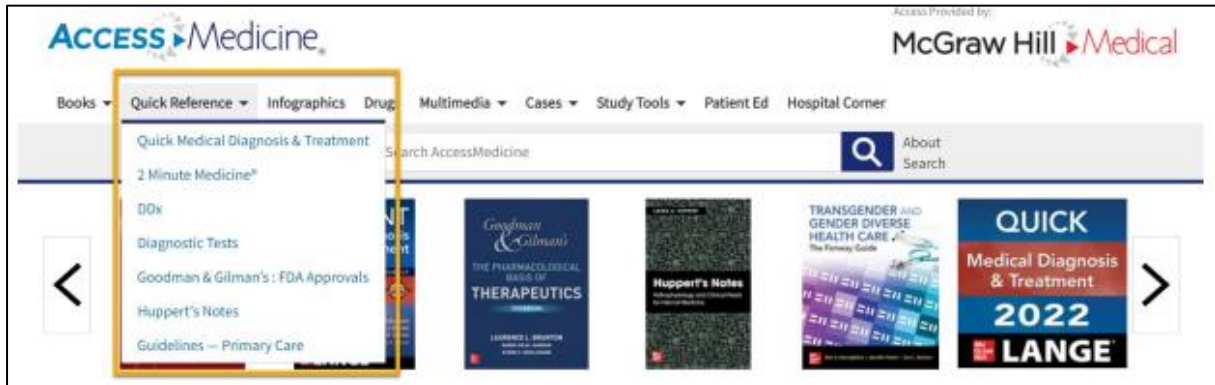 Access Provided by:
ACCESS Medicine
McGraw Hill Medical
Books Quick Reference Infographics Drug Multimedia Cases Study Tools Patient Ed Hospital Corner
Quick Medical Diagnosis & Treatment
2 Minute Medicine®
DDx
Diagnostic Tests
Goodman & Gilman's : FDA Approvals
Huppert's Notes
Guidelines — Primary Care
Search AccessMedicine
About
Search
Goodman
& Gilman's
THE PHARMACOLOGICAL
BASIS OF
THERAPEUTICS
Huppert's Notes
TRANSGENDER AND
GENDER DIVERSE
HEALTH CARE
The Fenway Guide
QUICK
Medical Diagnosis
& Treatment
2022
LANGE